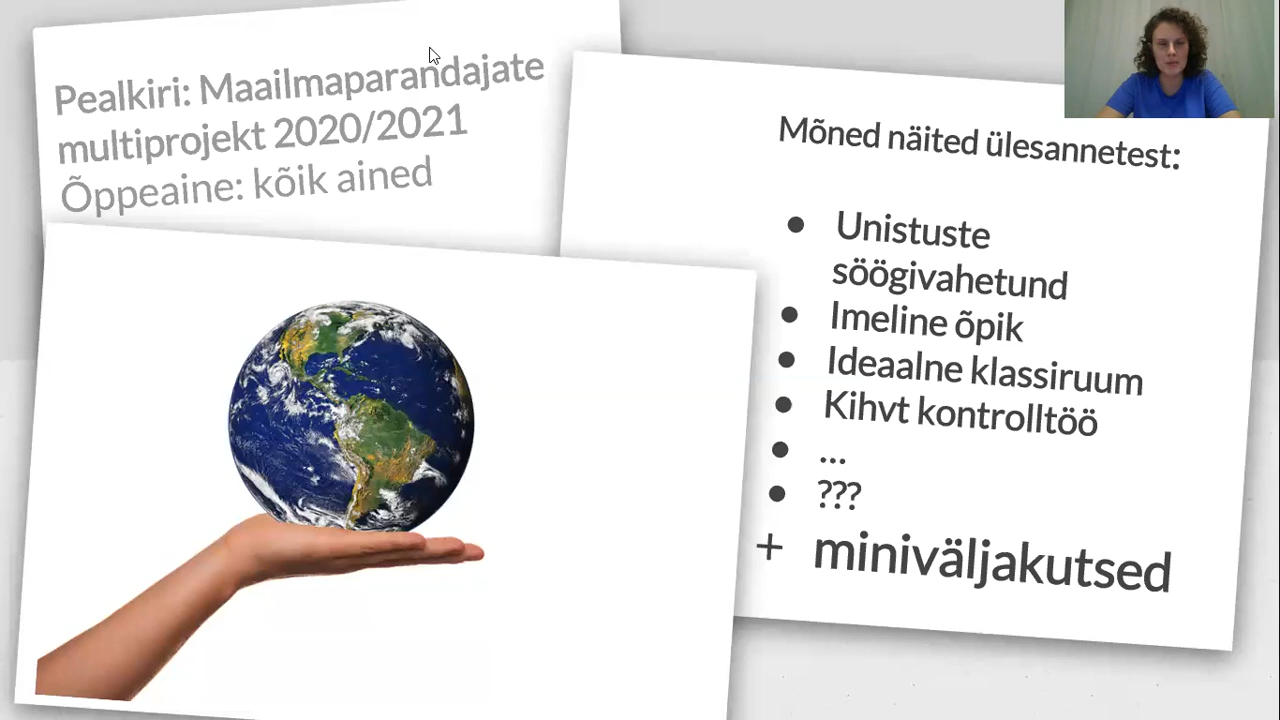 Pealkiri: Maailmaparandajate
multiprojekt 2020/2021
Õppeaine: kõik ained
Mõned näited ülesannetest:
● Unistuste
söögivahetund
● Imeline õpik
● Ideaalne klassiruum
● Kihvt kontrolltöö
● ...
● ???
+ miniväljakutsed